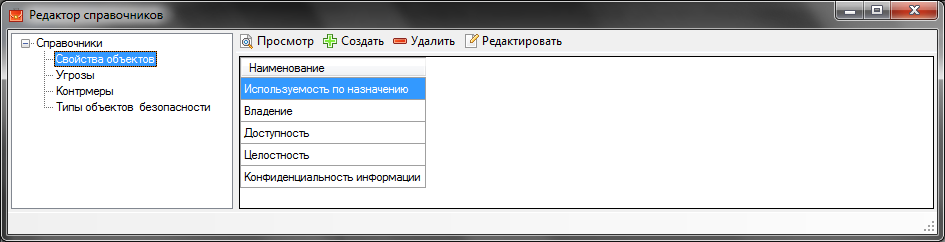 Редактор справочников
Справочники
Свойства объектов
Угрозы
Контрмеры
Типы объектов безопасности
Просмотр Создать Удалить Редактировать
Наименование
Используемость по назначению
Владение
Доступность
Целостность
Конфиденциальность информации